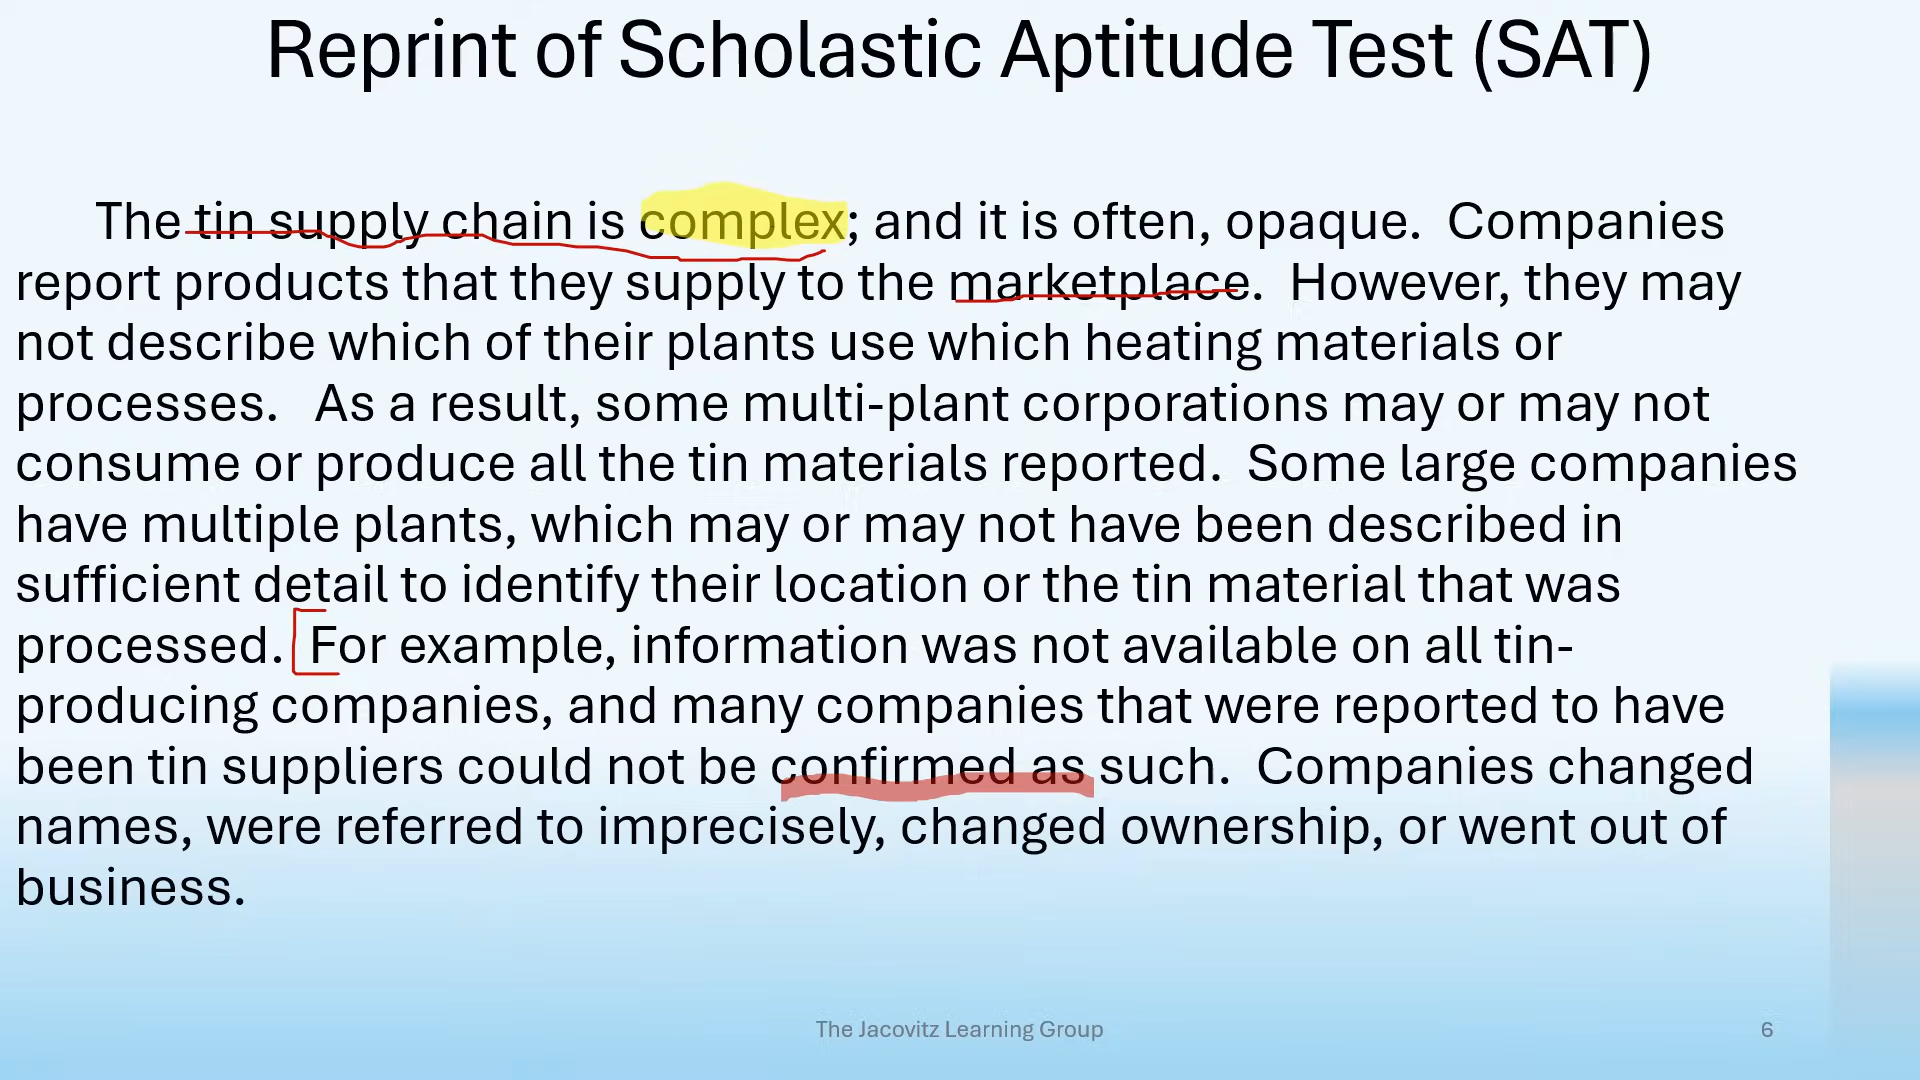 Reprint of Scholastic Aptitude Test (SAT)
The tin supply chain is complex; and it is often, opaque. Companies
report products that they supply to the marketplace. However, they may
not describe which of their plants use which heating materials or
processes. As a result, some multi-plant corporations may or may not
consume or produce all the tin materials reported. Some large companies
have multiple plants, which may or may not have been described in
sufficient detail to identify their location or the tin material that was
processed. For example, information was not available on all tin-
producing companies, and many companies that were reported to have
been tin suppliers could not be confirmed as such. Companies changed
names, were referred to imprecisely, changed ownership, or went out of
business.
The Jacovitz Learning Group
6